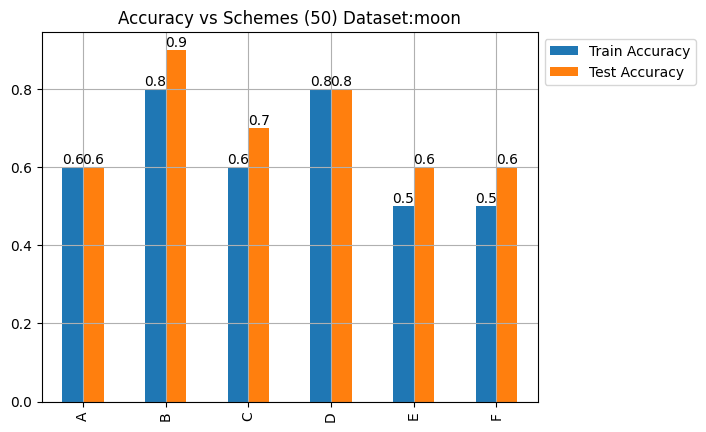 Accuracy vs Schemes (50) Dataset:moon
Train Accuracy
Test Accuracy
0.8
0.6
0.4
0.2
0.0
0.6
0.6
0.8
0.9
0.6
0.7
0.8
0.8
0.5
0.6
0.5
0.6
A
B
C
D
E
F